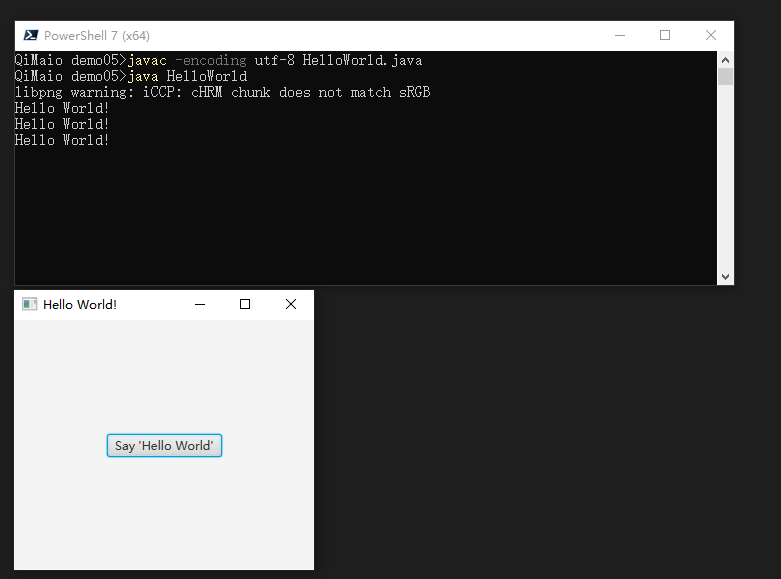 PowerShell 7 (x64)
QiMaio demo05>javac -encoding utf-8 HelloWorld.java
QiMaio demo05>java HelloWorld
libpng warning: iCCP: cHRM chunk does not match sRGB
Hello World!
Hello World!
Hello World!
Hello World!
Say 'Hello World'